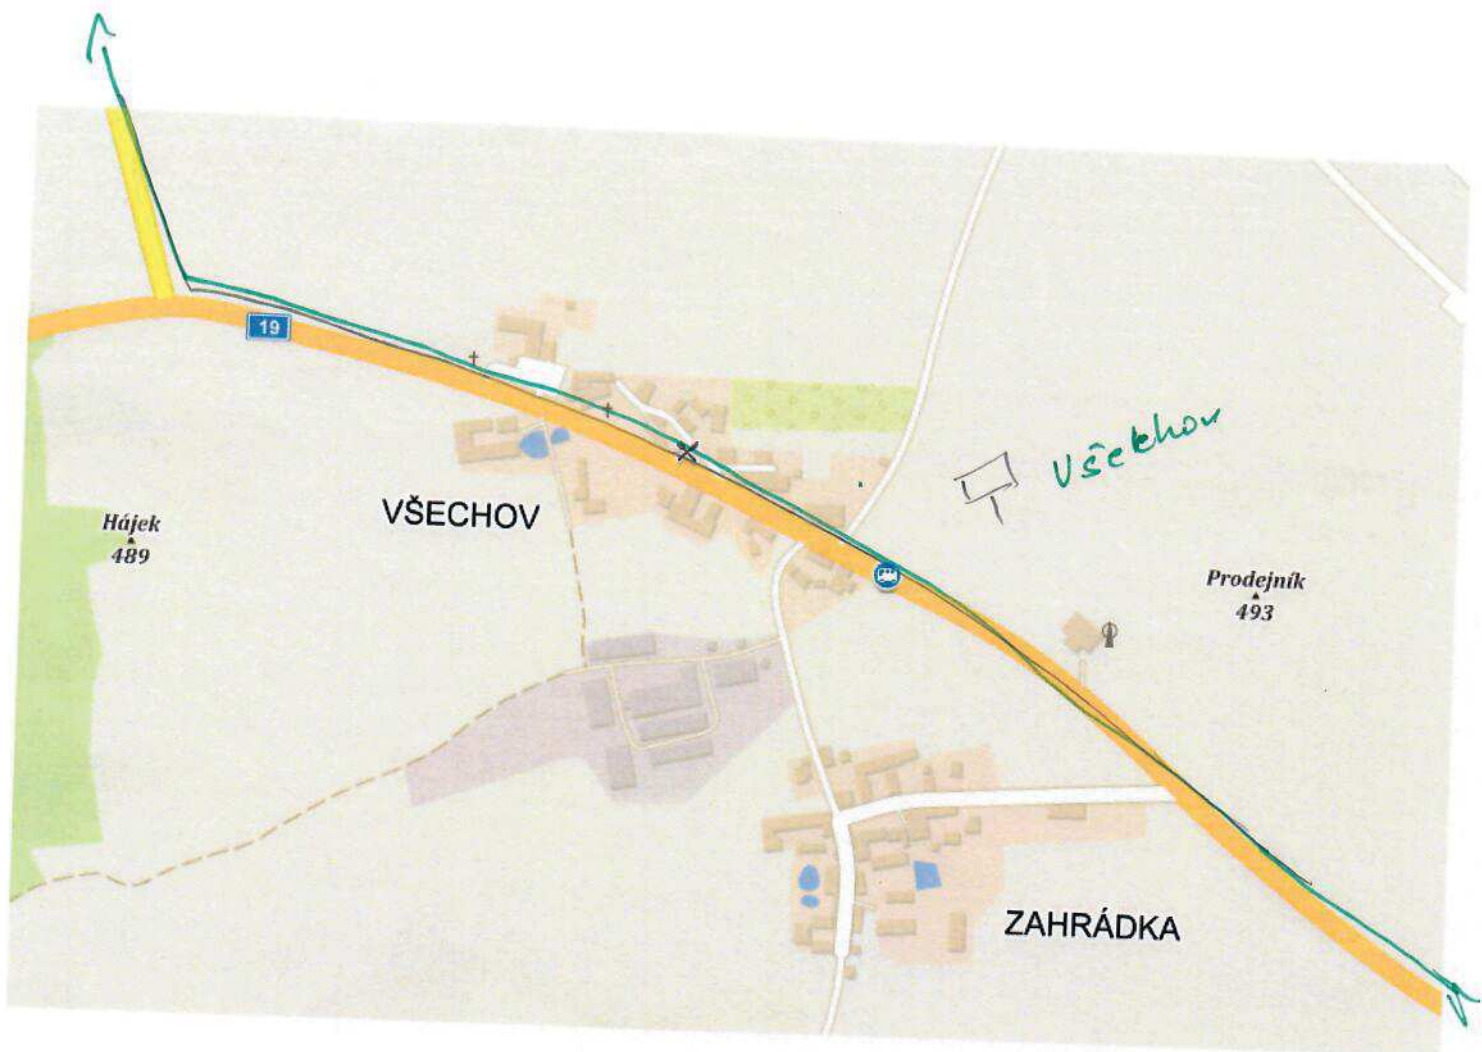 19
VŠECHOV
Všechov
Hájek
489
Prodejník
493
ZAHRÁDKA